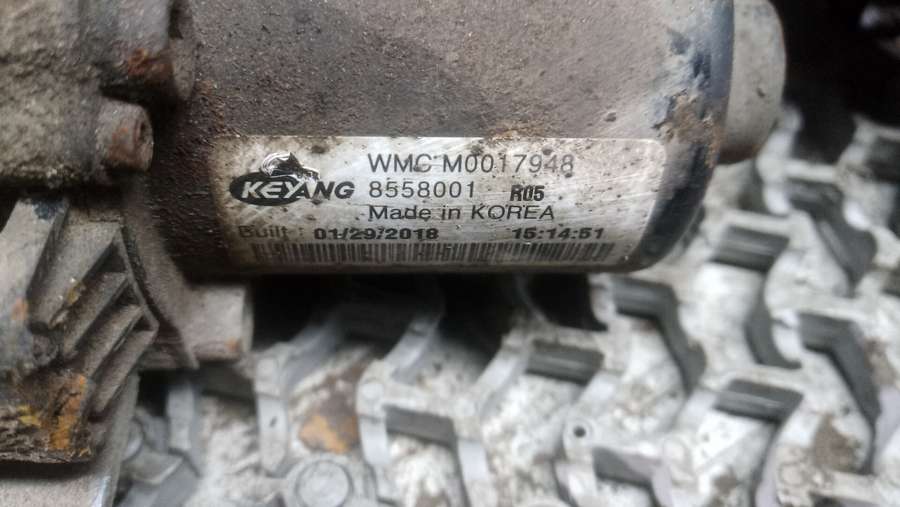 WMC M0017948
KEYANG
8558001 R05
Made in KOREA
Built : 01/29/2018 15:14:51